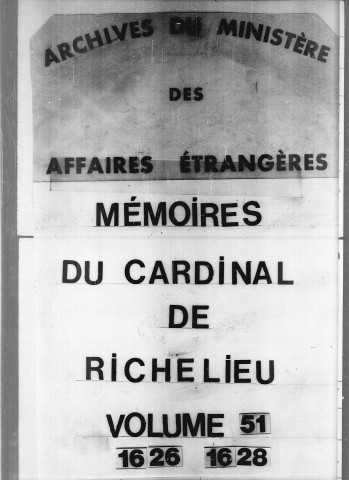 ARCHIVES DU MINISTÈRE
DES
AFFAIRES ÉTRANGÈRES
MÉMOIRES
DU CARDINAL
DE
RICHELIEU
VOLUME 51
1626 1628